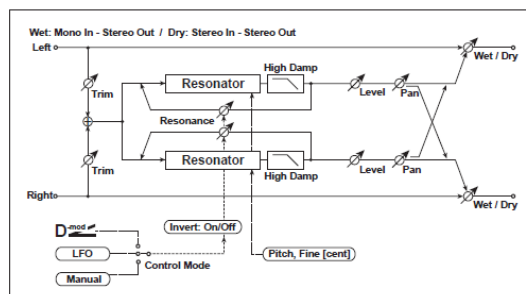 Wet: Mono In - Stereo Out / Dry: Stereo In - Stereo Out
Left
Resonator
High Damp
Wet / Dry
Trim
Level
Pan
Resonance
Resonator
High Damp
Level
Pan
Trim
Right
Wet / Dry
D-mod
Invert: On/Off
LFO
Pitch, Fine [cent]
Control Mode
Manual